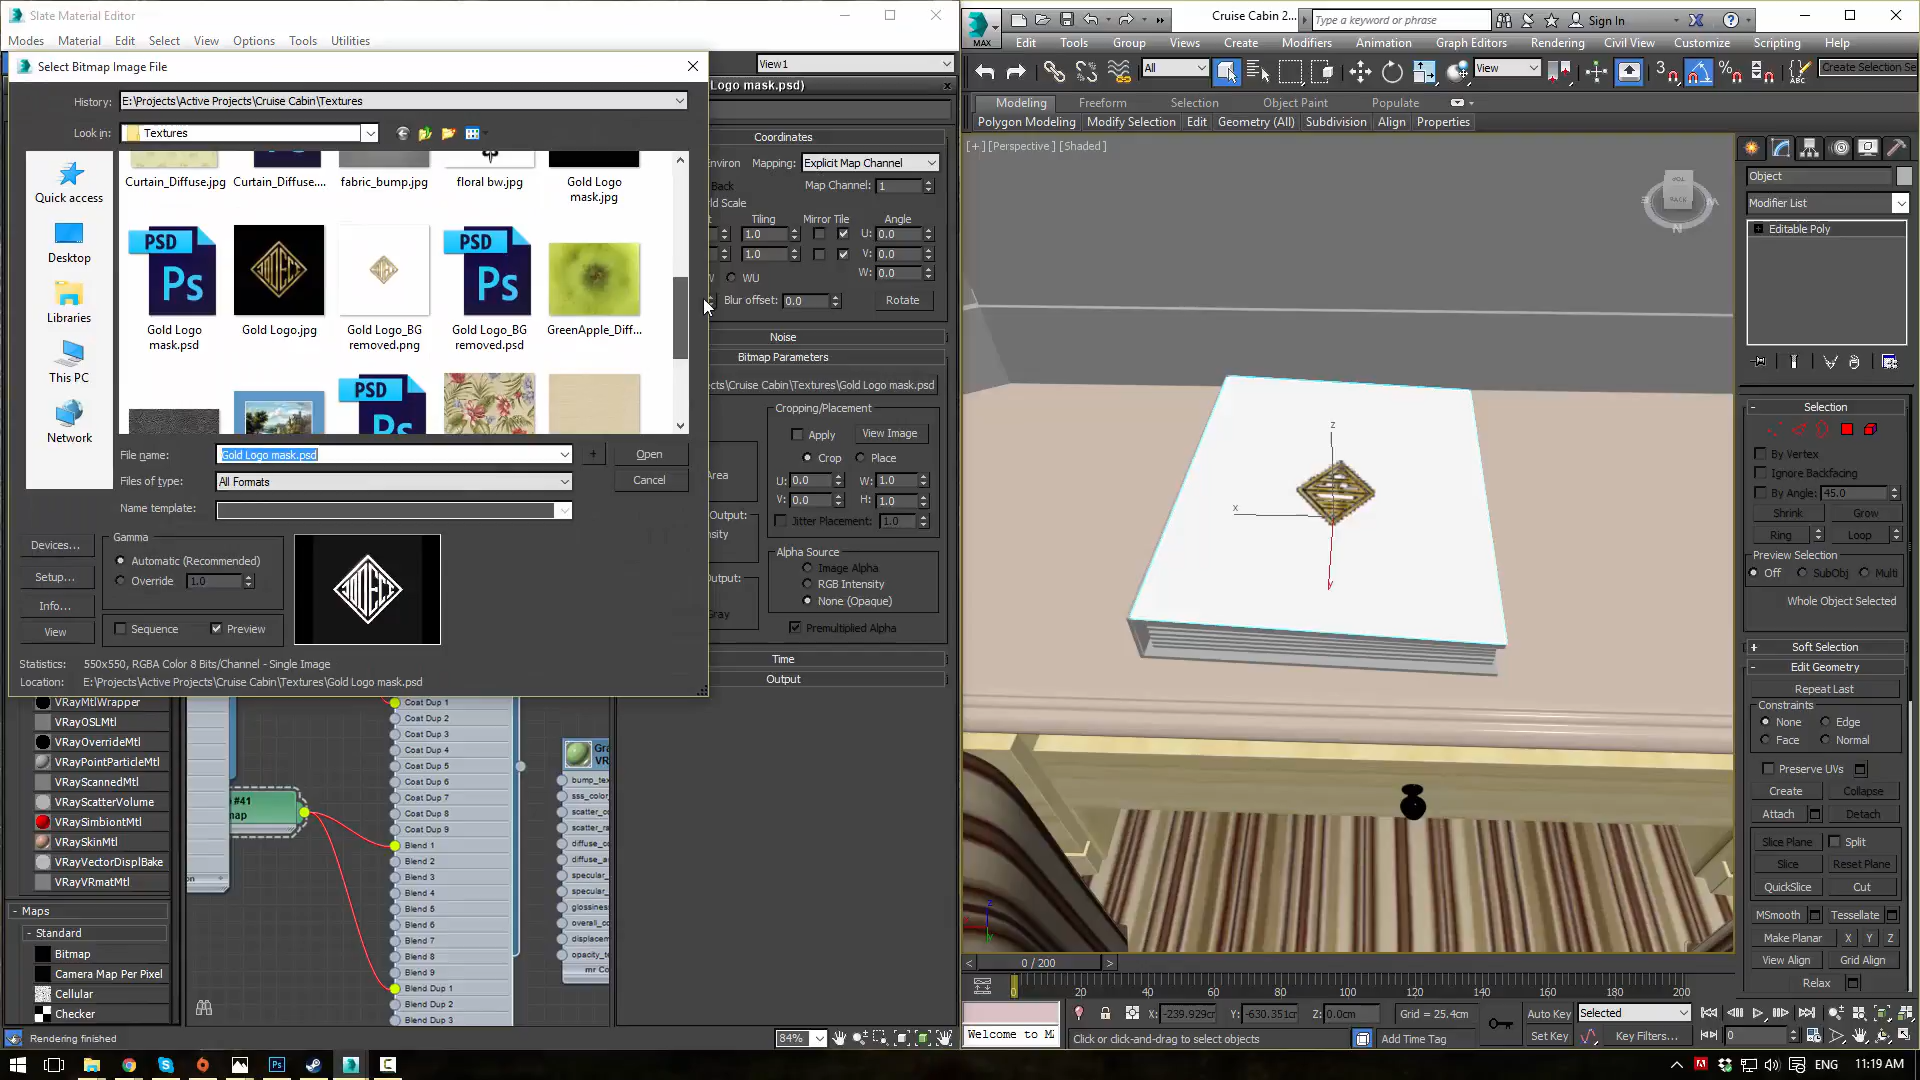 Slate Material Editor
Modes Material Edit Select View Options Tools Utilities
Select Bitmap Image File
History: E:\Projects\Active Projects\Cruise Cabin\Textures
Look in: Textures
Quick access
Desktop
Libraries
This PC
Network
Curtain_Diffuse.jpg Curtain_Diffuse.... fabric_bump.jpg floral bw.jpg Gold Logo mask.jpg
Gold Logo mask.psd Gold Logo.jpg Gold Logo_BG removed.png Gold Logo_BG removed.psd GreenApple_Diff...
PSD
Ps
PSD
Ps
PSD
File name: Gold Logo mask.psd + Open
Files of type: All Formats Cancel
Name template:
Devices...
Setup...
Info...
View
Gamma
Automatic (Recommended)
Override 1.0
Sequence Preview
Statistics: 550x550, RGBA Color 8 Bits/Channel - Single Image
Location: E:\Projects\Active Projects\Cruise Cabin\Textures\Gold Logo mask.psd
View1
Logo mask.psd)
Coordinates
Environ Mapping: Explicit Map Channel
Back Map Channel: 1
ld Scale
Tiling Mirror Tile Angle
1.0 U: 0.0
1.0 V: 0.0
W: 0.0
WU
Blur offset: 0.0 Rotate
Noise
Bitmap Parameters
cts\Cruise Cabin\Textures\Gold Logo mask.psd
Cropping/Placement
Apply View Image
Crop Place
U: 0.0 W: 1.0
V: 0.0 H: 1.0
Jitter Placement: 1.0
Area
Output:
nsity
Alpha Source
Image Alpha
RGB Intensity
None (Opaque)
Output:
Gray
Premultiplied Alpha
Time
Output
VRayMtlWrapper
VRayOSLMtl
VRayOverrideMtl
VRayPointParticleMtl
VRayScannedMtl
VRayScatterVolume
VRaySimbiontMtl
VRaySkinMtl
VRayVectorDisplBake
VRayVRmatMtl
- Maps
- Standard
Bitmap
Camera Map Per Pixel
Cellular
Checker
#41
map
Coat Dup 1
Coat Dup 2
Coat Dup 3
Coat Dup 4
Coat Dup 5
Coat Dup 6
Coat Dup 7
Coat Dup 8
Coat Dup 9
Blend 1
Blend 2
Blend 3
Blend 4
Blend 5
Blend 6
Blend 7
Blend 8
Blend 9
Blend Dup 1
Blend Dup 2
Blend Dup 3
Gra
VR
bump_tex
sss_color
scatter_co
scatter_ra
diffuse_co
diffuse_a
specular_
specular_
glossines
overall_co
displacem
opacity_te
mr Co
Rendering finished
84%
MAX
Cruise Cabin 2...
Type a keyword or phrase
Sign In
Edit Tools Group Views Create Modifiers Animation Graph Editors Rendering Civil View Customize Scripting Help
All
View
Create Selection Se
Modeling Freeform Selection Object Paint Populate
Polygon Modeling Modify Selection Edit Geometry (All) Subdivision Align Properties
[+] [Perspective] [Shaded]
z
x
Object
Modifier List
Editable Poly
- Selection
By Vertex
Ignore Backfacing
By Angle: 45.0
Shrink Grow
Ring Loop
Preview Selection
Off SubObj Multi
Whole Object Selected
+ Soft Selection
- Edit Geometry
Repeat Last
Constraints
None Edge
Face Normal
Preserve UVs
Create Collapse
Attach Detach
Slice Plane Split
Slice Reset Plane
QuickSlice Cut
MSmooth Tessellate
Make Planar X Y Z
View Align Grid Align
Relax
< 0 / 200 >
0 20 40 60 80 100 120 140 160 180 200
Welcome to M
X: -239.929cm Y: -630.351cm Z: 0.0cm Grid = 25.4cm
Click or click-and-drag to select objects Add Time Tag
Auto Key Selected
Set Key Key Filters... 0
ENG 11:19 AM